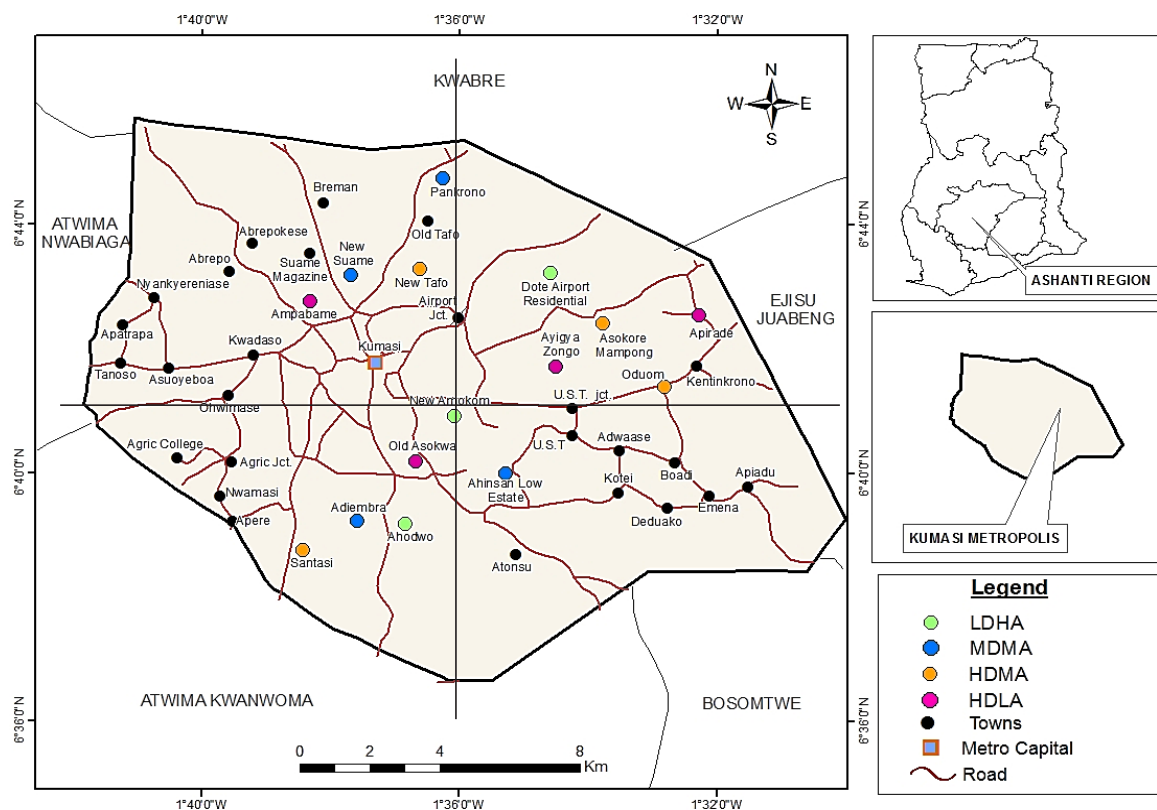 1°40'0"W
1°36'0"W
1°32'0"W
KWABRE
N
W
E
S
Breman
Pankrono
6°44'0"N
6°44'0"N
ATWIMA
NWABIAGA
Abrepokese
Old Tafo
New
Suame
Abrepo
Suame
Magazine
New Tafo
Nyankyereniase
Dote Airport
Residential
ASHANTI REGION
Airport
Jct.
EJISU
JUABENG
Ampabame
Apatrapa
Kwadaso
Kumasi
Ayigya
Zongo
Asokore
Mampong
Apirade
Tanoso
Asuoyeboa
Oduom
Kentinkrono
Ohwimase
New Amokom
U.S.T. jct.
Agric College
Old Asokwa
U.S.T
Adwaase
Agric Jct.
6°40'0"N
6°40'0"N
Ahinsan Low
Estate
Kotei
Boadi
Apiadu
Nwamasi
Adiembra
Emena
Apere
Ahodwo
Deduako
Santasi
Atonsu
KUMASI METROPOLIS
Legend
LDHA
MDMA
HDMA
HDLA
Towns
Metro Capital
Road
ATWIMA KWANWOMA
BOSOMTWE
6°36'0"N
6°36'0"N
0 2 4 8
Km
1°40'0"W
1°36'0"W
1°32'0"W